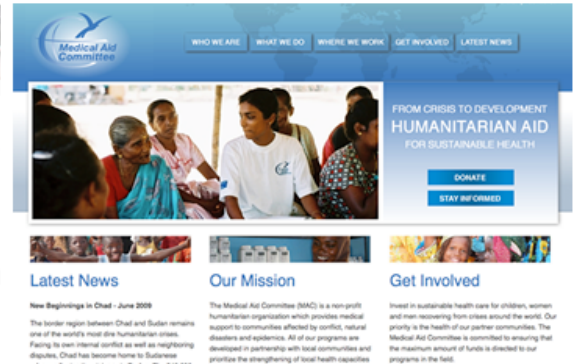 Medical Aid
Committee
WHO WE ARE WHAT WE DO WHERE WE WORK GET INVOLVED LATEST NEWS
FROM CRISIS TO DEVELOPMENT
HUMANITARIAN AID
FOR SUSTAINABLE HEALTH
DONATE
STAY INFORMED
Latest News
New Beginnings in Chad - June 2009
The border region between Chad and Sudan remains
one of the world's most dire humanitarian crises.
Facing its own internal conflict as well as neighboring
disputes, Chad has become home to Sudanese
Our Mission
The Medical Aid Committee (MAC) is a non-profit
humanitarian organization which provides medical
support to communities affected by conflict, natural
disasters and epidemics. All of our programs are
developed in partnership with local communities and
prioritize the strengthening of local health capacities
Get Involved
Invest in sustainable health care for children, women
and men recovering from crises around the world. Our
priority is the health of our partner communities. The
Medical Aid Committee is committed to ensuring that
the maximum amount of funds is directed to our
programs in the field.